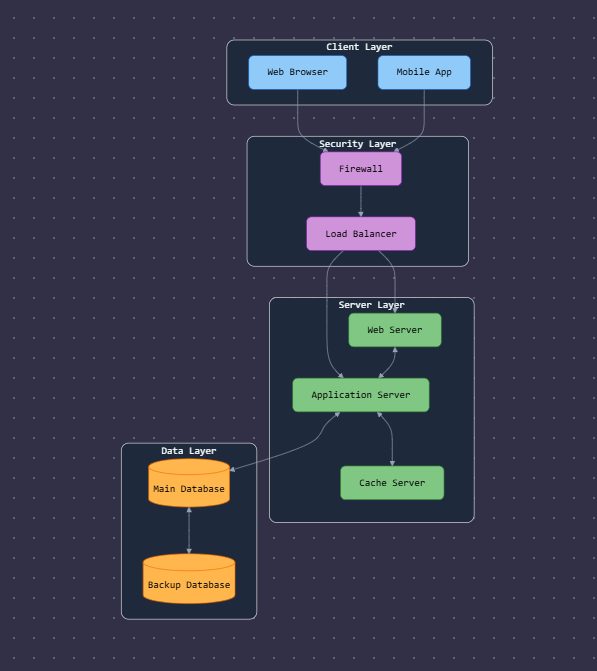 Client Layer
Web Browser
Mobile App
Security Layer
Firewall
Load Balancer
Server Layer
Web Server
Application Server
Cache Server
Data Layer
Main Database
Backup Database